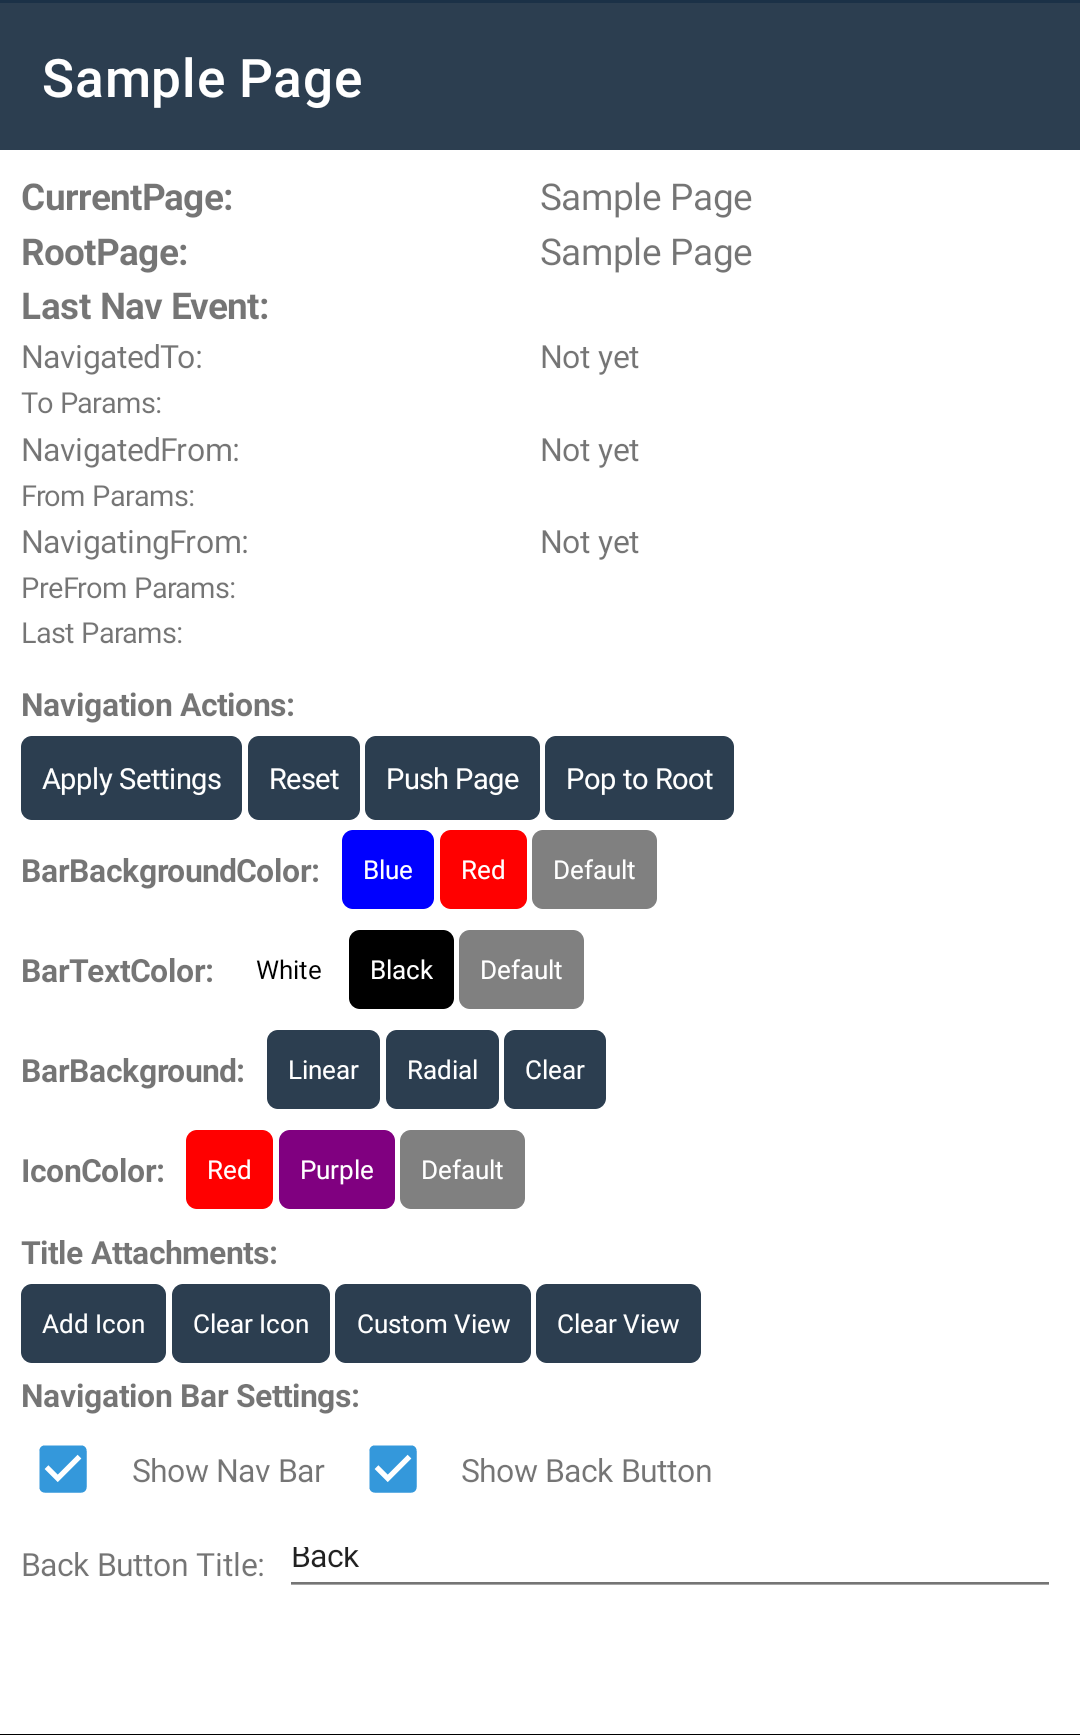 Sample Page
CurrentPage: Sample Page
RootPage: Sample Page
Last Nav Event:
NavigatedTo: Not yet
To Params:
NavigatedFrom: Not yet
From Params:
NavigatingFrom: Not yet
PreFrom Params:
Last Params:
Navigation Actions:
Apply Settings Reset Push Page Pop to Root
BarBackgroundColor: Blue Red Default
BarTextColor: White Black Default
BarBackground: Linear Radial Clear
IconColor: Red Purple Default
Title Attachments:
Add Icon Clear Icon Custom View Clear View
Navigation Bar Settings:
Show Nav Bar Show Back Button
Back Button Title: Back